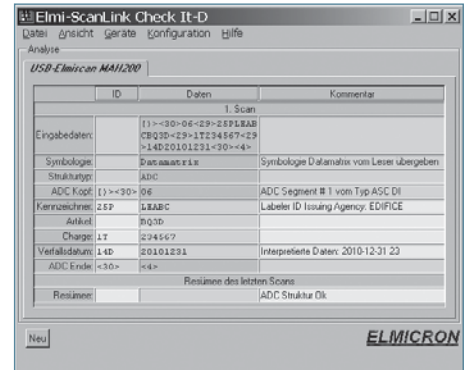 Elmi-ScanLink Check It-D
Datei Ansicht Geräte Konfiguration Hilfe
Analyse
USB-Elmiscan MAH200
ID Daten Kommentar
1. Scan
Eingabedaten: [)><30>06<29>25PLEAB
CBQ3D<29>1T234567<29
>14D20101231<30><4>
Symbologie: Datamatrix Symbologie Datamatrix vom Leser übergeben
Strukturtyp: ADC
ADC Kopf: [)><30> 06 ADC Segment # 1 vom Typ ASC DI
Kennzeichner: 25P LEABC Labeler ID Issuing Agency: EDIFICE
Artikel: BQ3D
Charge: 1T 234567
Verfallsdatum: 14D 20101231 Interpretierte Daten: 2010-12-31 23
ADC Ende: <30> <4>
Resümee des letzten Scans
Resümee: ADC Struktur Ok
Neu ELMICRON